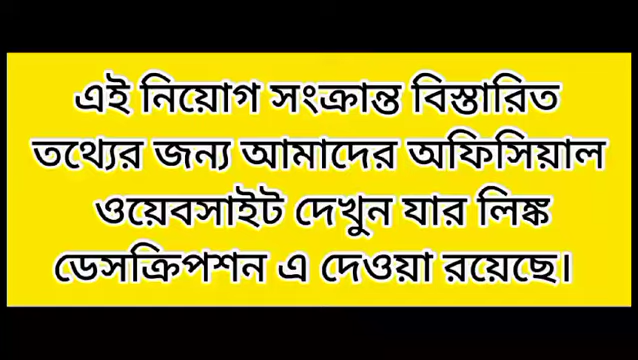 এই নিয়োগ সংক্রান্ত বিস্তারিত
তথ্যের জন্য আমাদের অফিসিয়াল
ওয়েবসাইট দেখুন যার লিঙ্ক
ডেসক্রিপশন এ দেওয়া রয়েছে।